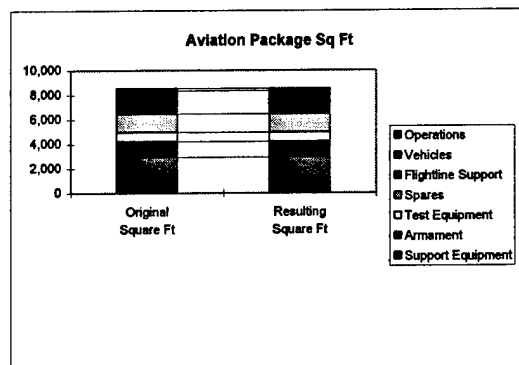 Aviation Package Sq Ft
10,000
8,000
6,000
4,000
2,000
0
Original
Square Ft
Resulting
Square Ft
Operations
Vehicles
Flightline Support
Spares
Test Equipment
Armament
Support Equipment